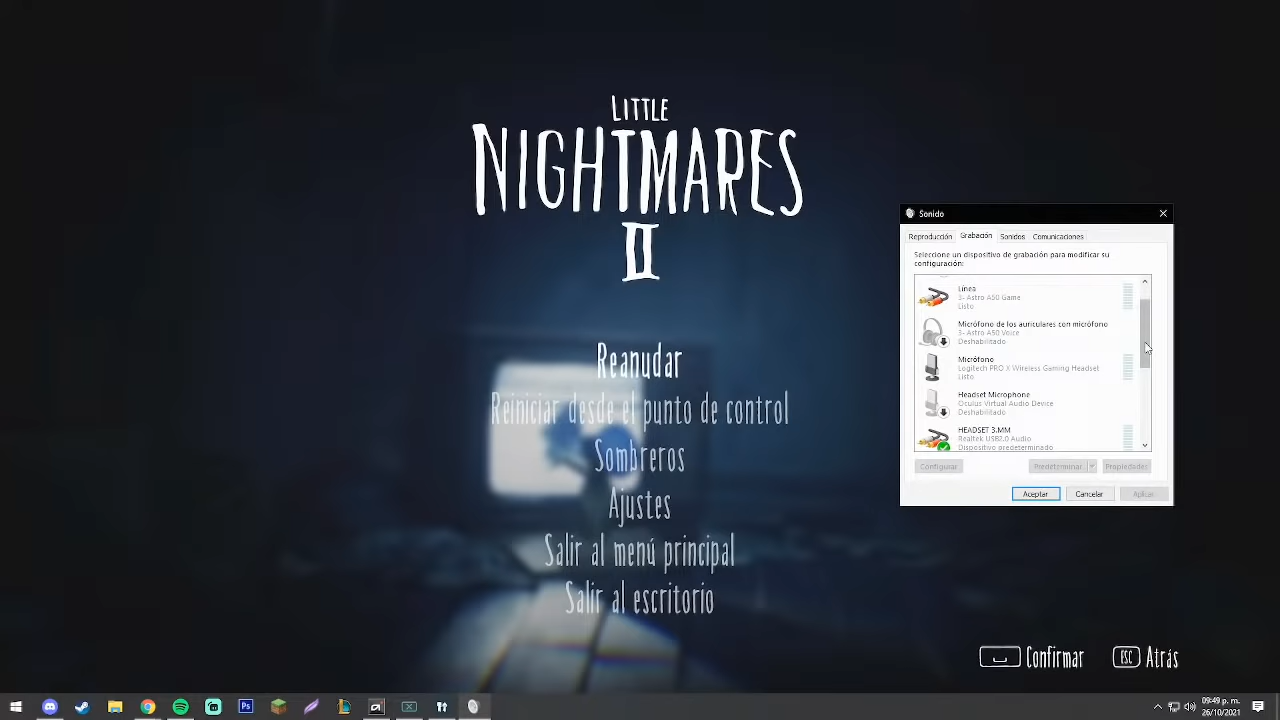 LITTLE
NIGHTMARES
II
Reanudar
Reiniciar desde el punto de control
Sombreros
Ajustes
Salir al menú principal
Salir al escritorio
Confirmar
ESC Atrás
Sonido
Reproducción Grabación Sonidos Comunicaciones
Seleccione un dispositivo de grabación para modificar su
configuración:
Línea
3- Astro A50 Game
Listo
Micrófono de los auriculares con micrófono
3- Astro A50 Voice
Deshabilitado
Micrófono
Logitech PRO X Wireless Gaming Headset
Listo
Headset Microphone
Oculus Virtual Audio Device
Deshabilitado
HEADSET 3.MM
Realtek USB2.0 Audio
Dispositivo predeterminado
Configurar Predeterminar Propiedades
Aceptar Cancelar Aplicar
Ps
09:49 p. m.
26/10/2021